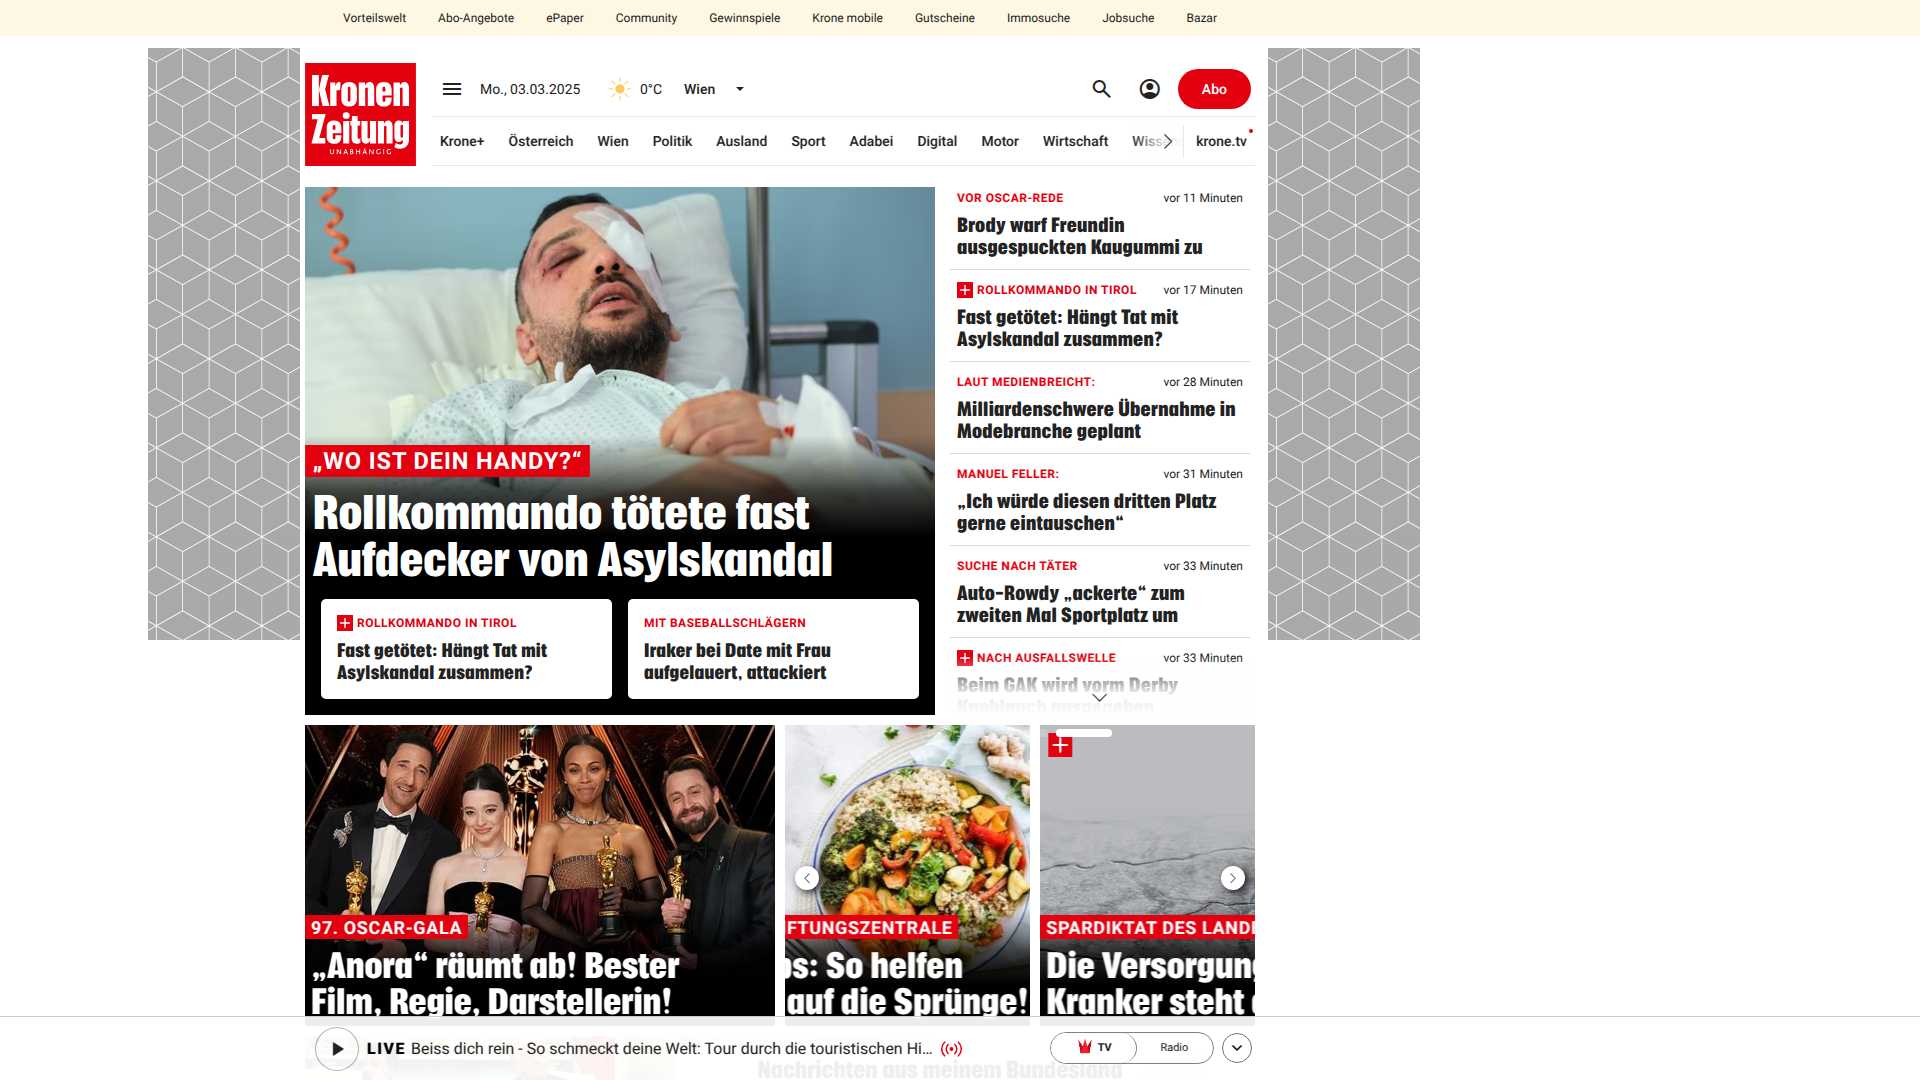 Vorteilswelt Abo-Angebote ePaper Community Gewinnspiele Krone mobile Gutscheine Immosuche Jobsuche Bazar
Kronen
Zeitung
UNABHÄNGIG
Mo., 03.03.2025 0°C Wien
Abo
Krone+ Österreich Wien Politik Ausland Sport Adabei Digital Motor Wirtschaft Wissen krone.tv
„WO IST DEIN HANDY?“
Rollkommando tötete fast
Aufdecker von Asylskandal
ROLLKOMMANDO IN TIROL
Fast getötet: Hängt Tat mit
Asylskandal zusammen?
MIT BASEBALLSCHLÄGERN
Iraker bei Date mit Frau
aufgelauert, attackiert
VOR OSCAR-REDE vor 11 Minuten
Brody warf Freundin
ausgespuckten Kaugummi zu
ROLLKOMMANDO IN TIROL vor 17 Minuten
Fast getötet: Hängt Tat mit
Asylskandal zusammen?
LAUT MEDIENBREICHT: vor 28 Minuten
Milliardenschwere Übernahme in
Modebranche geplant
MANUEL FELLER: vor 31 Minuten
„Ich würde diesen dritten Platz
gerne eintauschen“
SUCHE NACH TÄTER vor 33 Minuten
Auto-Rowdy „ackerte“ zum
zweiten Mal Sportplatz um
NACH AUSFALLSWELLE vor 33 Minuten
Beim GAK wird vorm Derby
Knoblauch ausgegeben
97. OSCAR-GALA
„Anora“ räumt ab! Bester
Film, Regie, Darstellerin!
FTUNGSZENTRALE
ps: So helfen
auf die Sprünge!
SPARDIKTAT DES LANDE
Die Versorgung
Kranker steht
LIVE Beiss dich rein - So schmeckt deine Welt: Tour durch die touristischen Hi...
TV Radio
Nachrichten aus meinem Bundesland